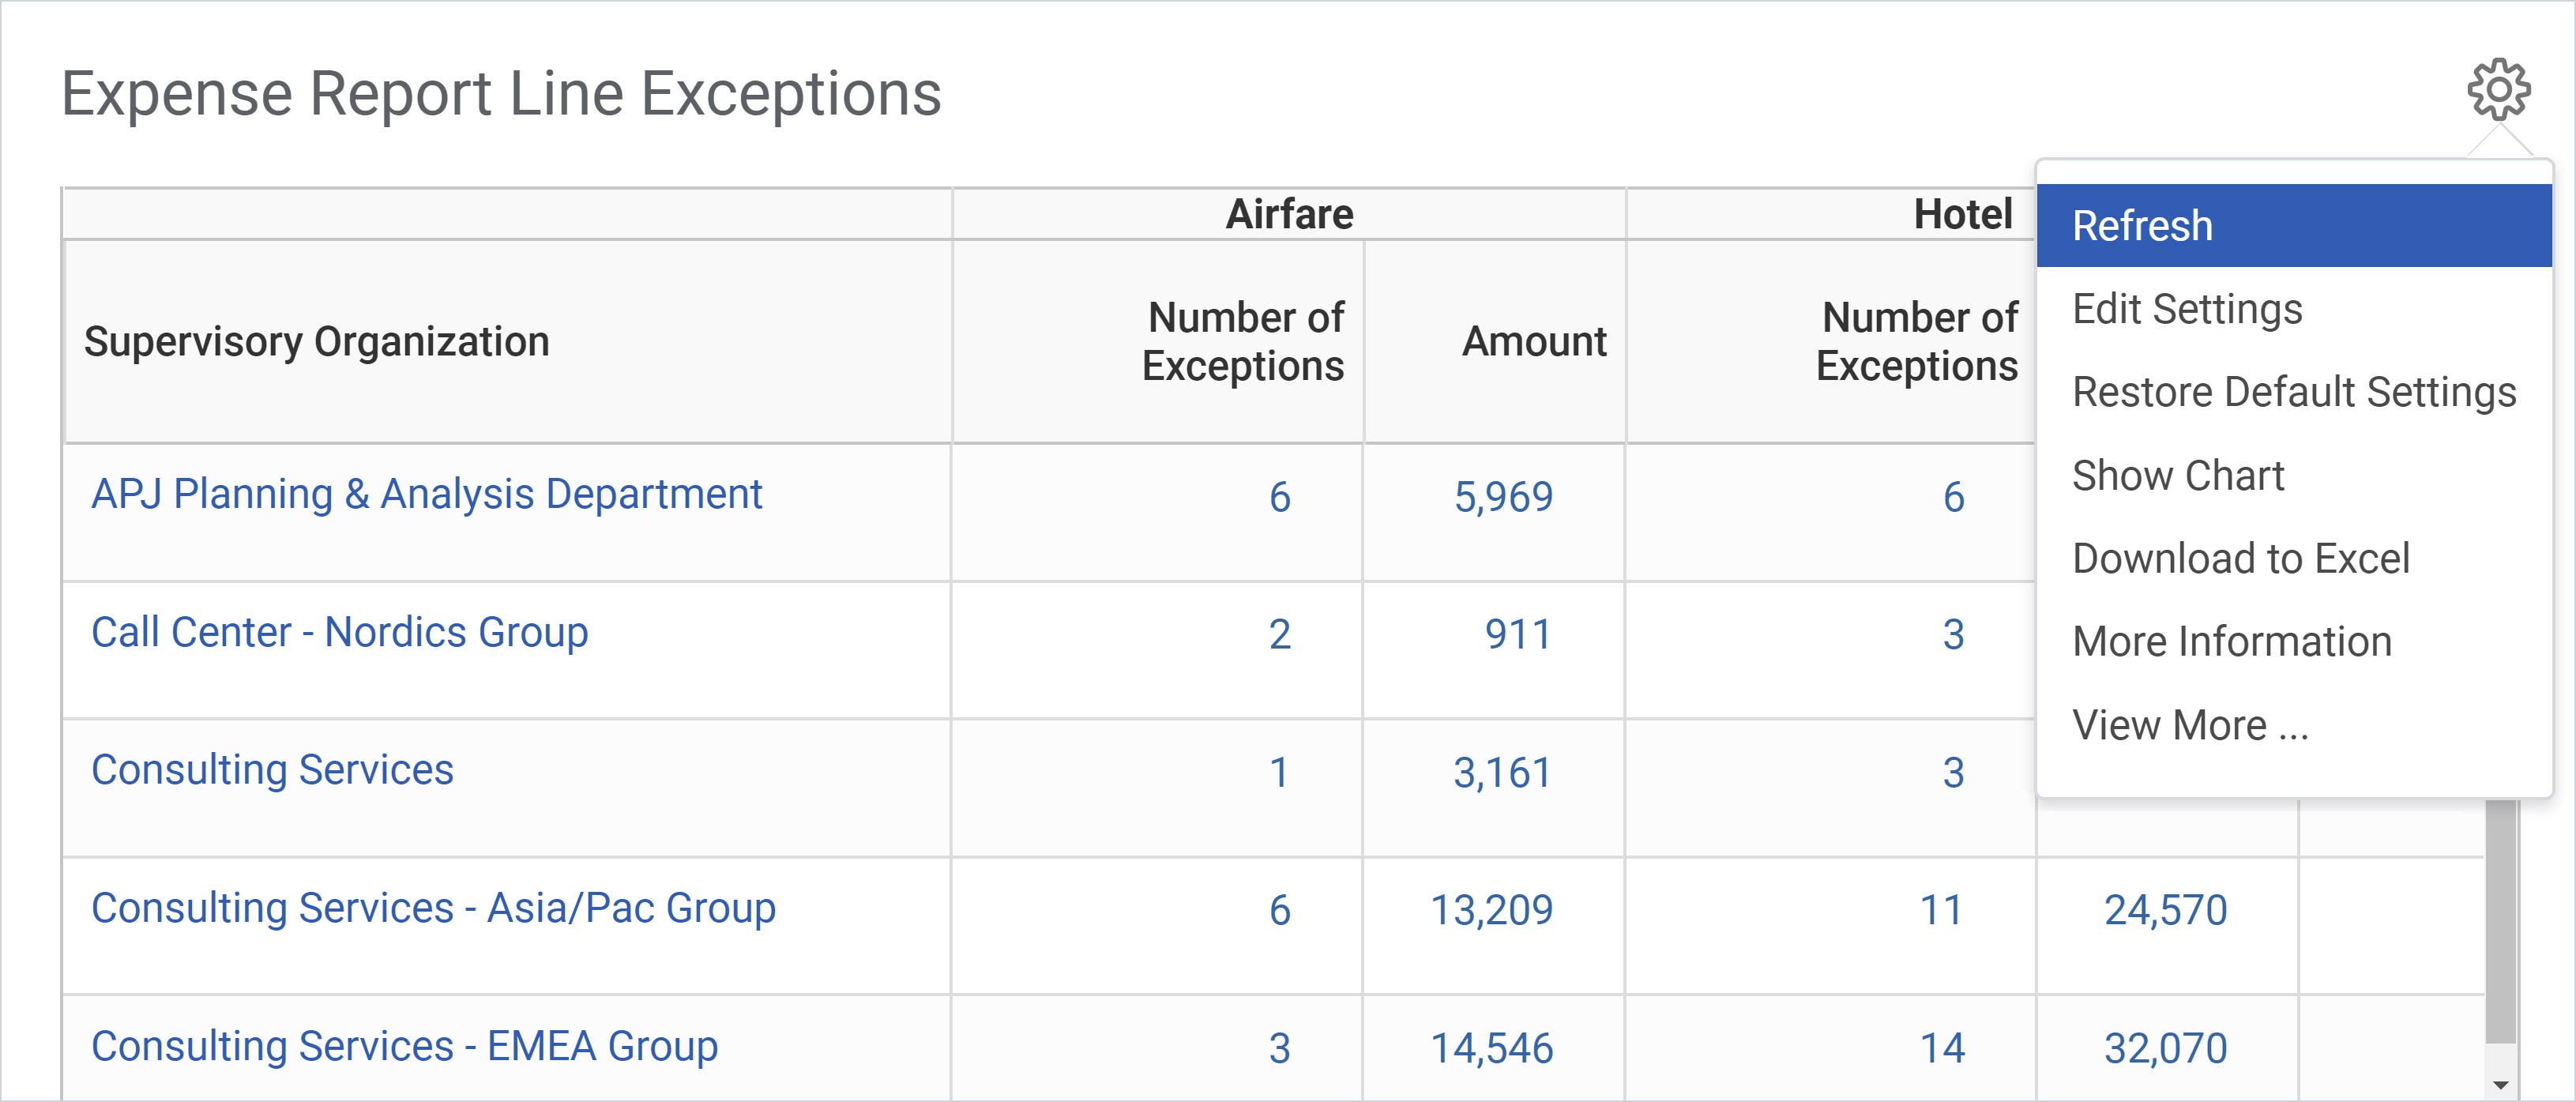 Expense Report Line Exceptions
Airfare
Hotel
Supervisory Organization
Number of
Exceptions
Amount
Number of
Exceptions
APJ Planning & Analysis Department 6 5,969 6
Call Center - Nordics Group 2 911 3
Consulting Services 1 3,161 3
Consulting Services - Asia/Pac Group 6 13,209 11 24,570
Consulting Services - EMEA Group 3 14,546 14 32,070
Refresh
Edit Settings
Restore Default Settings
Show Chart
Download to Excel
More Information
View More ...